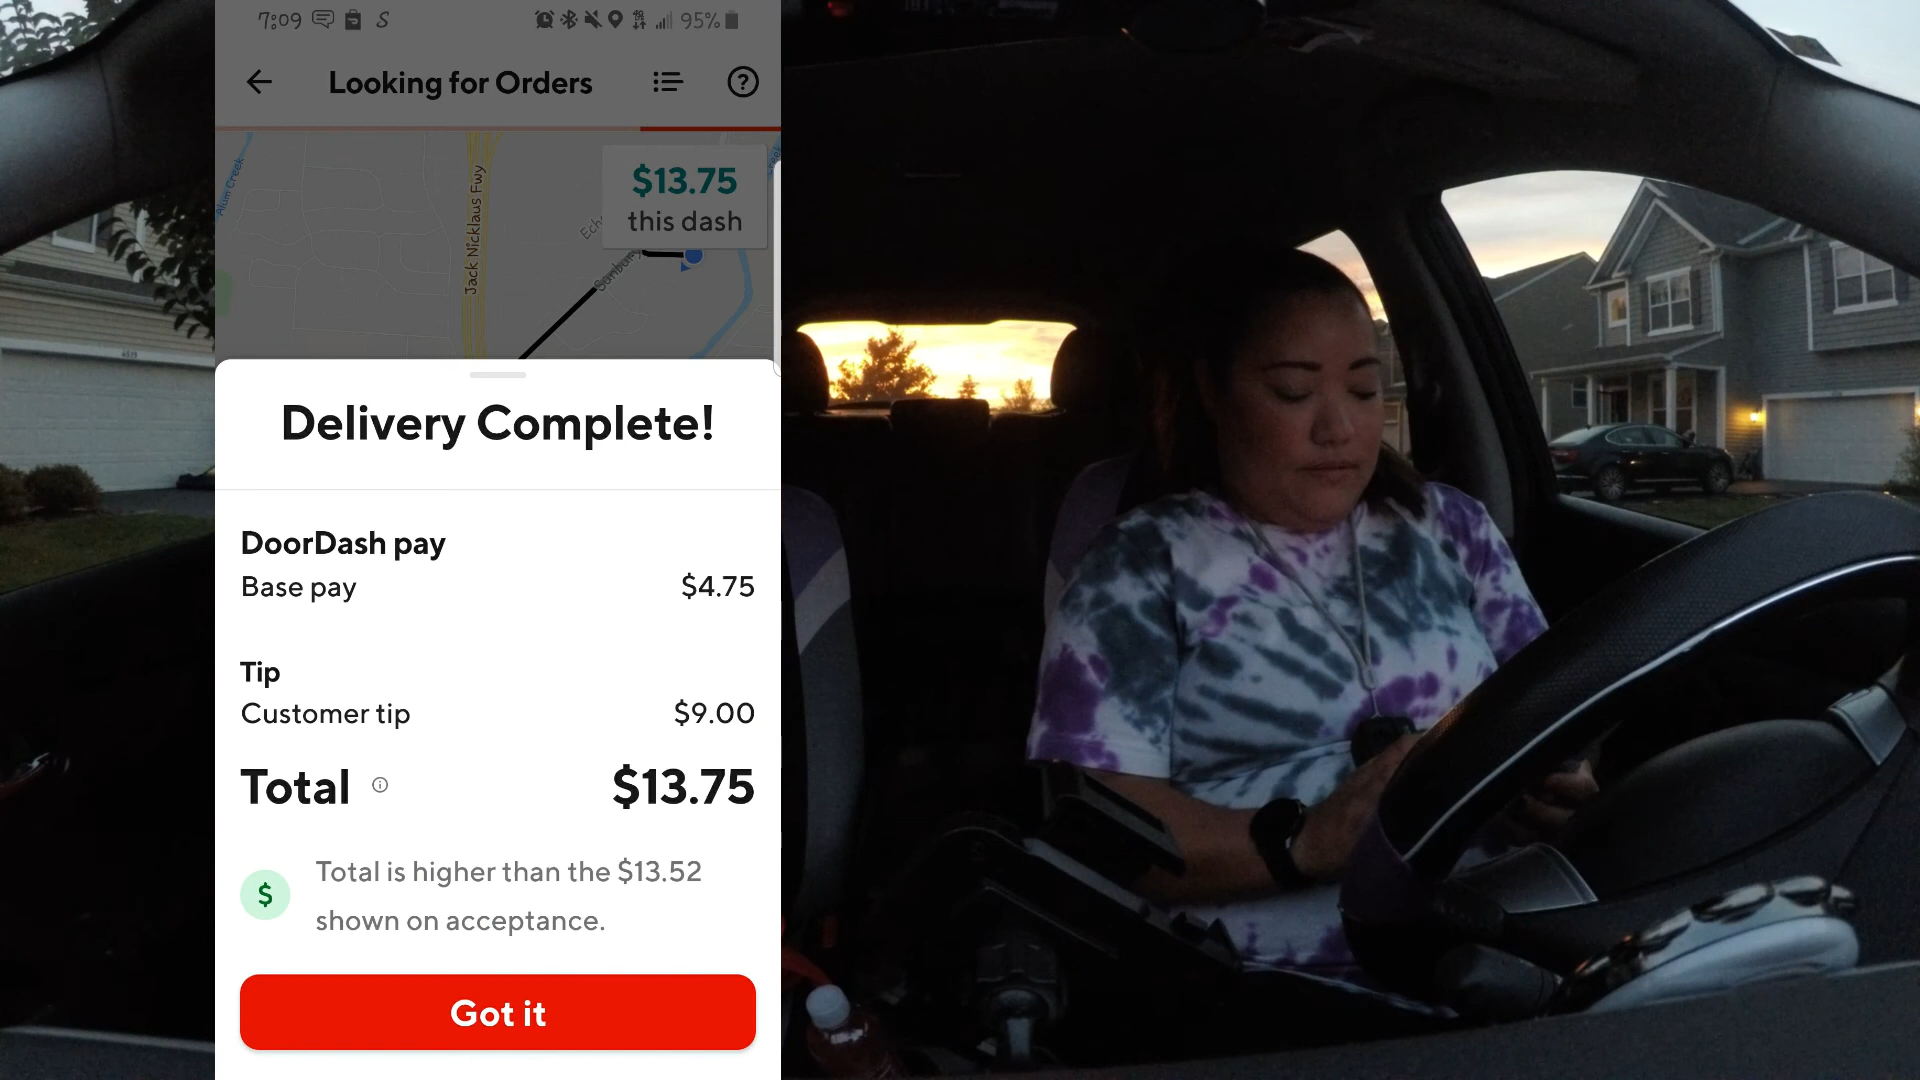 7:09
95%
Looking for Orders
?
$13.75
this dash
Alum Creek
Jack Nicklaus Fwy
Sunbury
Delivery Complete!
DoorDash pay
Base pay $4.75
Tip
Customer tip $9.00
Total $13.75
$ Total is higher than the $13.52
shown on acceptance.
Got it